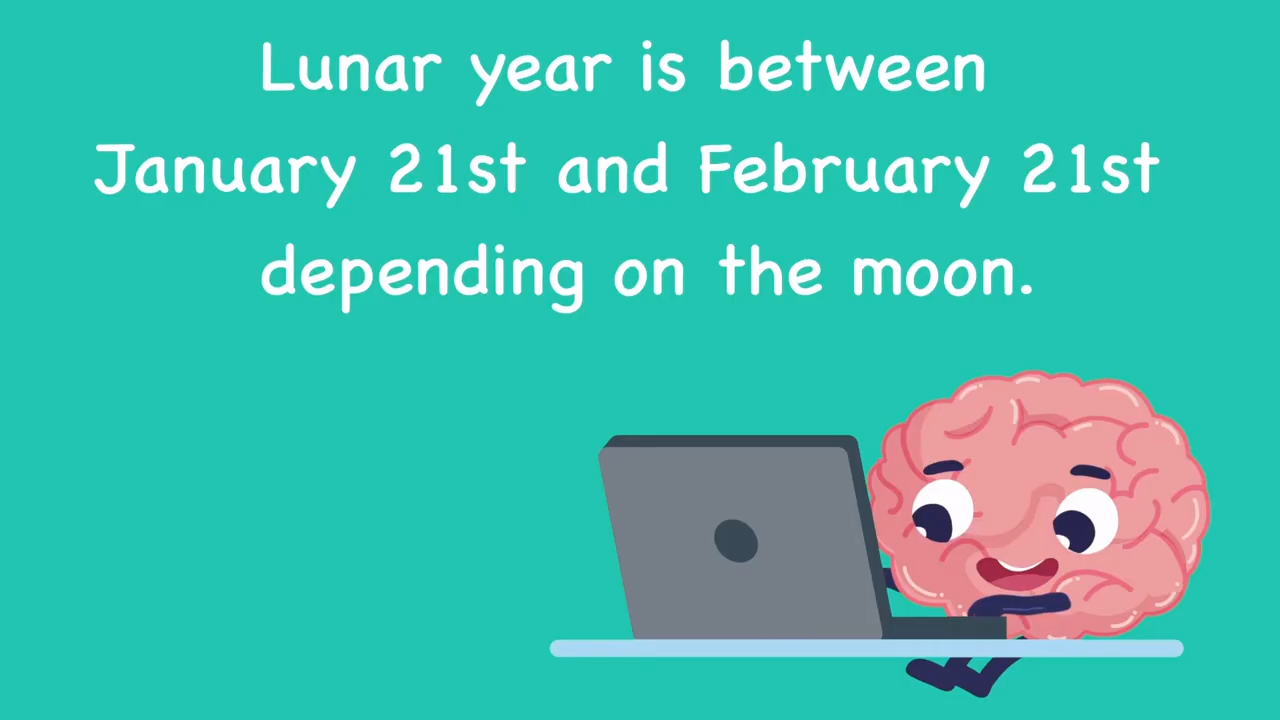 Lunar year is between
January 21st and February 21st
depending on the moon.